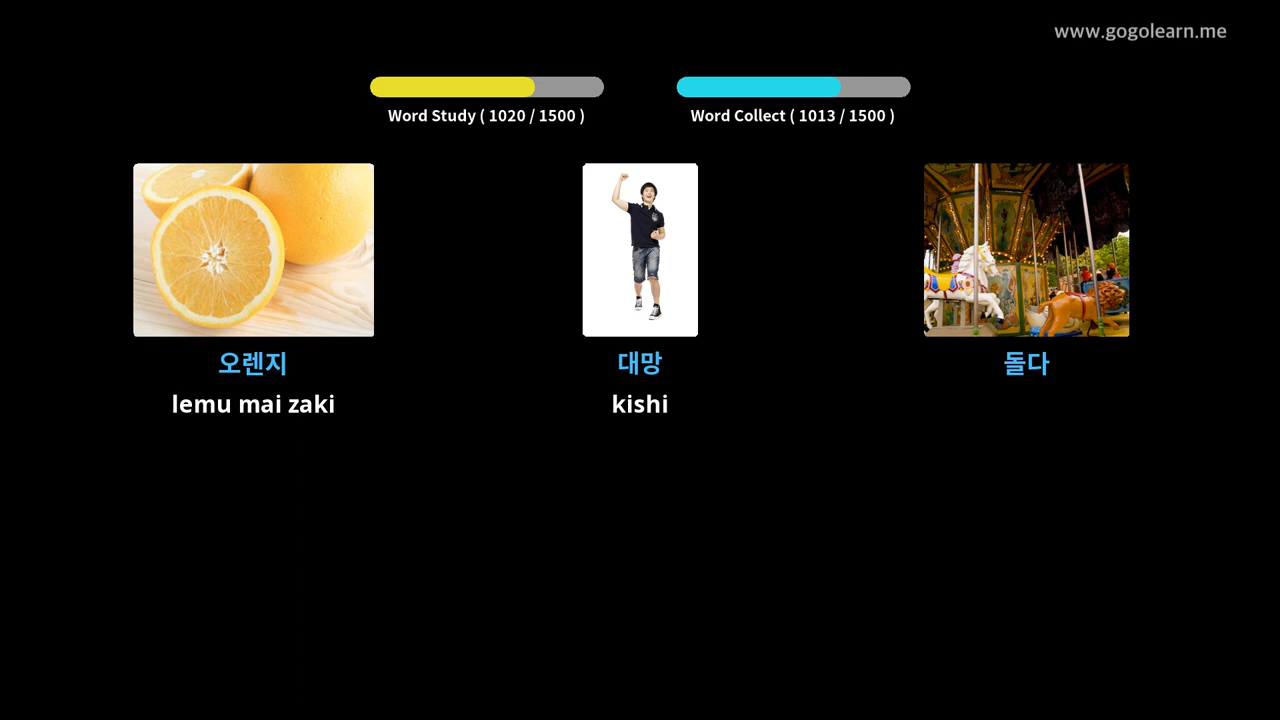 www.gogolearn.me
Word Study ( 1020 / 1500 )
Word Collect ( 1013 / 1500 )
오렌지
lemu mai zaki
대망
kishi
돌다